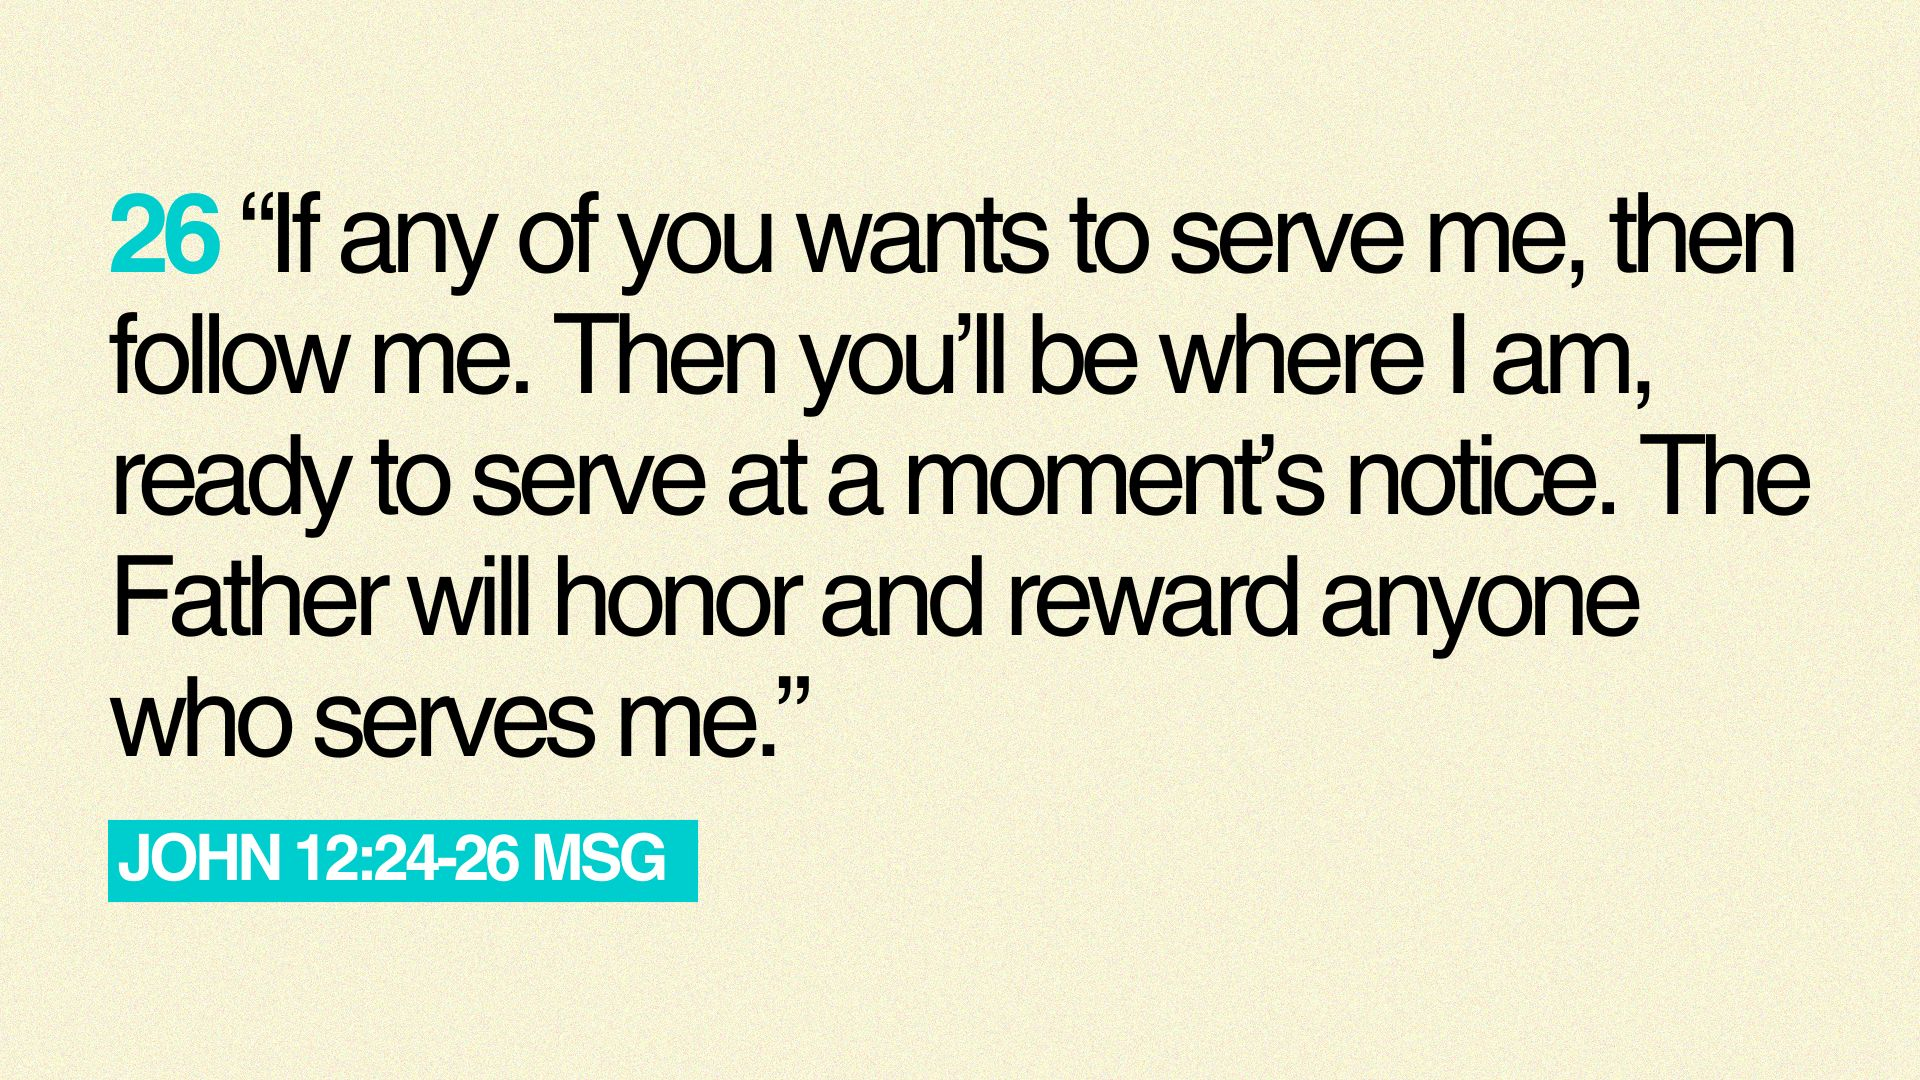 26 “If any of you wants to serve me, then
follow me. Then you’ll be where I am,
ready to serve at a moment’s notice. The
Father will honor and reward anyone
who serves me.”
JOHN 12:24-26 MSG